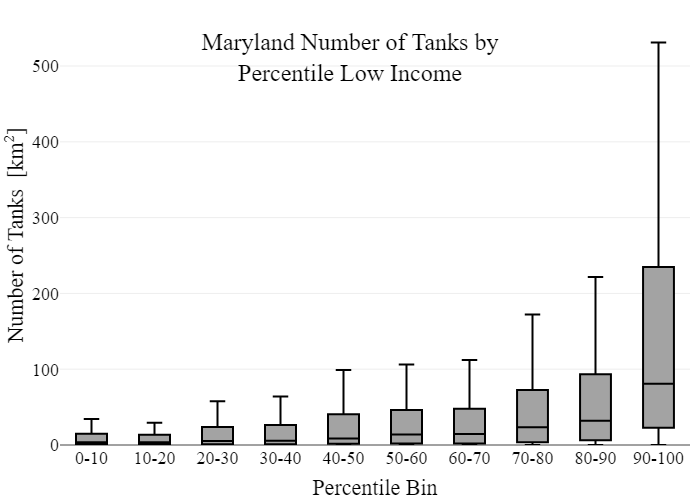 Maryland Number of Tanks by
Percentile Low Income
Number of Tanks [km²]
500
400
300
200
100
0
0-10 10-20 20-30 30-40 40-50 50-60 60-70 70-80 80-90 90-100
Percentile Bin